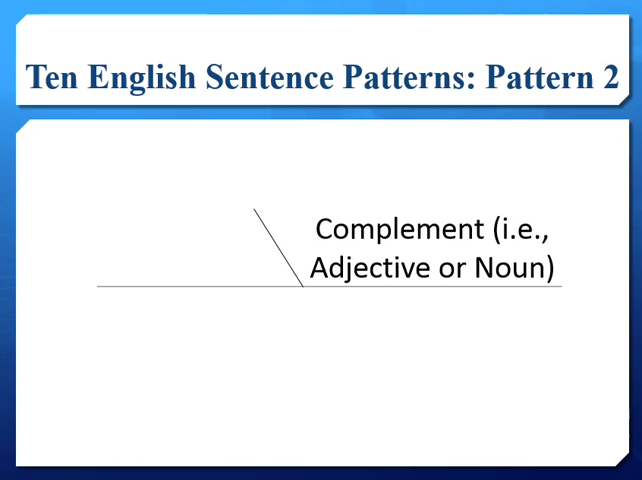 Ten English Sentence Patterns: Pattern 2
Complement (i.e.,
Adjective or Noun)